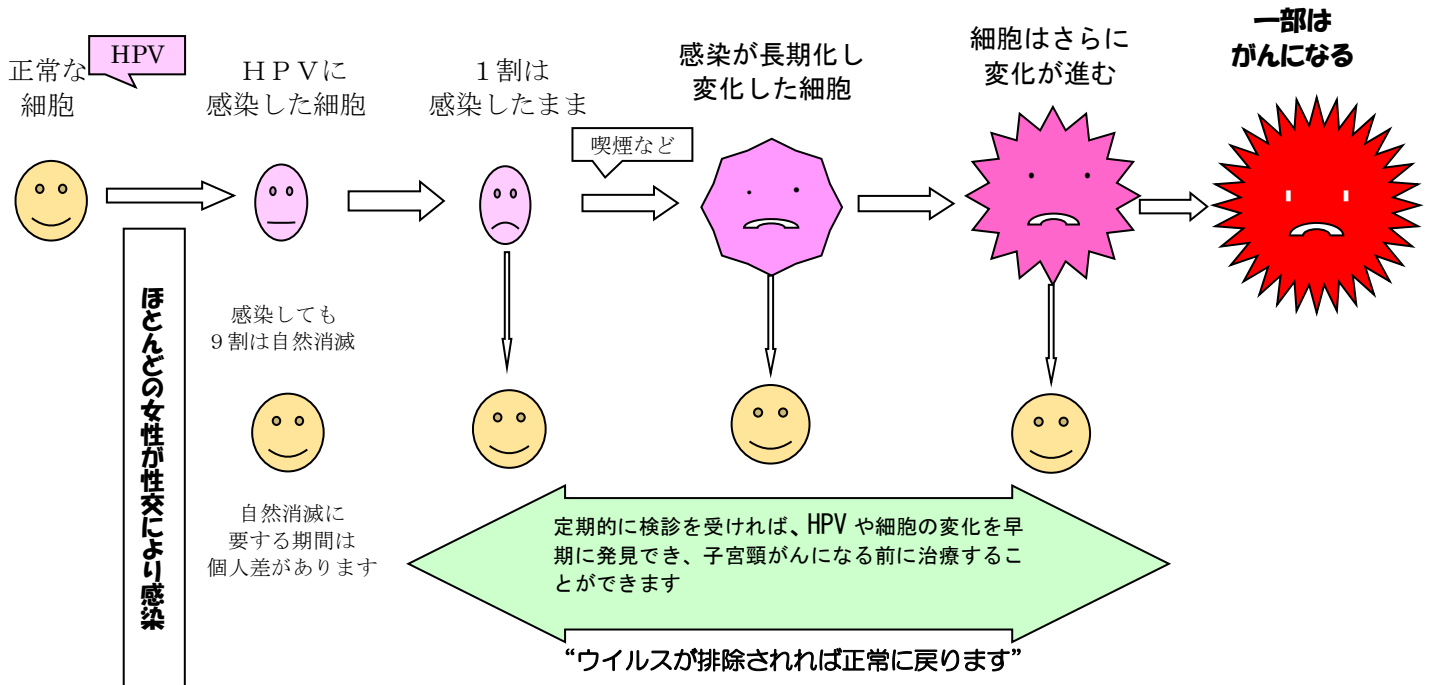 正常な
細胞
HPV
ＨＰＶに
感染した細胞
１割は
感染したまま
喫煙など
感染が長期化し
変化した細胞
細胞はさらに
変化が進む
一部は
がんになる
ほとんどの女性が性交により感染
感染しても
９割は自然消滅
自然消滅に
要する期間は
個人差があります
定期的に検診を受ければ、HPV や細胞の変化を早
期に発見でき、子宮頸がんになる前に治療するこ
とができます
“ウイルスが排除されれば正常に戻ります”